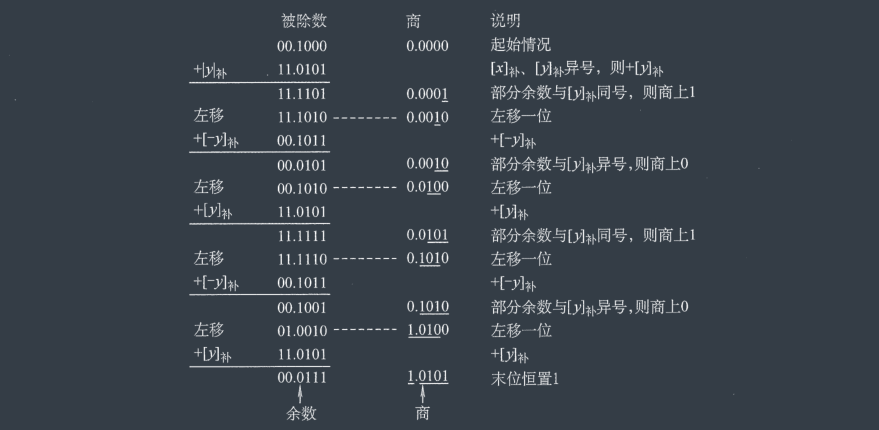 被除数 商 说明
00.1000 0.0000 起始情况
+[y]补 11.0101 [x]补、[y]补异号，则+[y]补
11.1101 0.0001 部分余数与[y]补同号，则商上1
左移 11.1010 -------- 0.0010 左移一位
+[-y]补 00.1011 +[-y]补
00.0101 0.0010 部分余数与[y]补异号,则商上0
左移 00.1010 -------- 0.0100 左移一位
+[y]补 11.0101 +[y]补
11.1111 0.0101 部分余数与[y]补同号，则商上1
左移 11.1110 -------- 0.1010 左移一位
+[-y]补 00.1011 +[-y]补
00.1001 0.1010 部分余数与[y]补异号,则商上0
左移 01.0010 -------- 1.0100 左移一位
+[y]补 11.0101 +[y]补
00.0111 1.0101 末位恒置1
余数 商